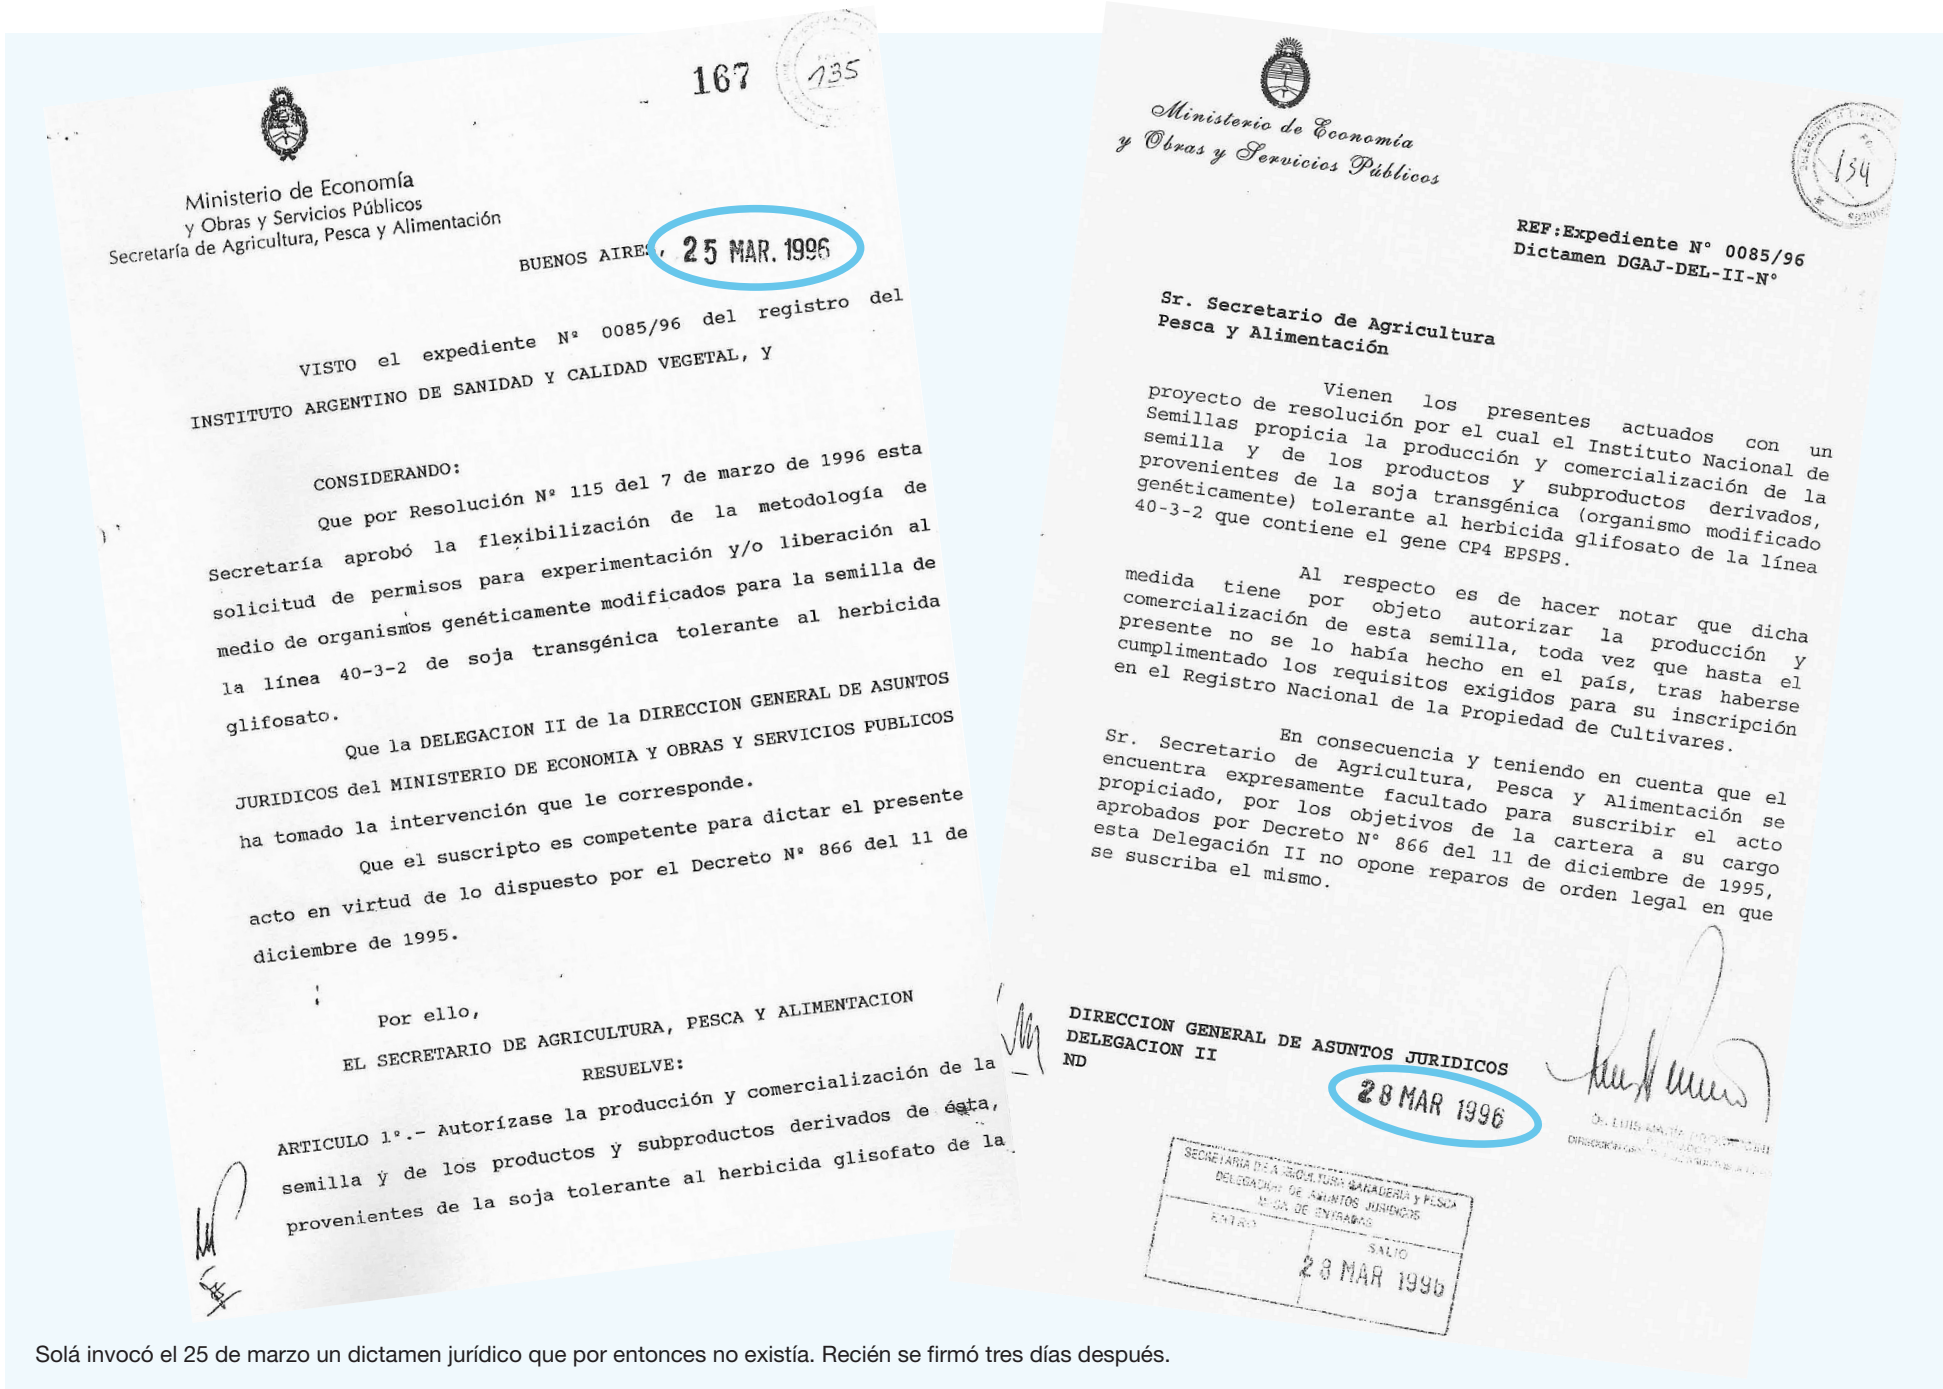 167
135
Ministerio de Economía
y Obras y Servicios Públicos
Secretaría de Agricultura, Pesca y Alimentación
BUENOS AIRES, 25 MAR. 1996
VISTO el expediente Nº 0085/96 del registro del
INSTITUTO ARGENTINO DE SANIDAD Y CALIDAD VEGETAL, Y
CONSIDERANDO:
Que por Resolución Nº 115 del 7 de marzo de 1996 esta
Secretaría aprobó la flexibilización de la metodología de
solicitud de permisos para experimentación y/o liberación al
medio de organismos genéticamente modificados para la semilla de
la línea 40-3-2 de soja transgénica tolerante al herbicida
glifosato.
Que la DELEGACION II de la DIRECCION GENERAL DE ASUNTOS
JURIDICOS del MINISTERIO DE ECONOMIA Y OBRAS Y SERVICIOS PUBLICOS
ha tomado la intervención que le corresponde.
Que el suscripto es competente para dictar el presente
acto en virtud de lo dispuesto por el Decreto Nº 866 del 11 de
diciembre de 1995.
Por ello,
EL SECRETARIO DE AGRICULTURA, PESCA Y ALIMENTACION
RESUELVE:
ARTICULO 1º.- Autorízase la producción y comercialización de la
semilla y de los productos y subproductos derivados de ésta,
provenientes de la soja tolerante al herbicida glisofato de la
Ministerio de Economía
y Obras y Servicios Públicos
134
REF:Expediente N° 0085/96
Dictamen DGAJ-DEL-II-N°
Sr. Secretario de Agricultura
Pesca y Alimentación
Vienen los presentes actuados con un
proyecto de resolución por el cual el Instituto Nacional de
Semillas propicia la producción y comercialización de la
semilla y de los productos y subproductos derivados,
provenientes de la soja transgénica (organismo modificado
genéticamente) tolerante al herbicida glifosato de la línea
40-3-2 que contiene el gene CP4 EPSPS.
Al respecto es de hacer notar que dicha
medida tiene por objeto autorizar la producción y
comercialización de esta semilla, toda vez que hasta el
presente no se lo había hecho en el país, tras haberse
cumplimentado los requisitos exigidos para su inscripción
en el Registro Nacional de la Propiedad de Cultivares.
En consecuencia y teniendo en cuenta que el
Sr. Secretario de Agricultura, Pesca y Alimentación se
encuentra expresamente facultado para suscribir el acto
propiciado, por los objetivos de la cartera a su cargo
aprobados por Decreto N° 866 del 11 de diciembre de 1995,
esta Delegación II no opone reparos de orden legal en que
se suscriba el mismo.
DIRECCION GENERAL DE ASUNTOS JURIDICOS
DELEGACION II
ND
28 MAR 1996
SECRETARIA DE AGRICULTURA GANADERIA y PESCA
DELEGACION DE ASUNTOS JURIDICOS
MESA DE ENTRADAS
ENTRO
SALIO
28 MAR 1996
Solá invocó el 25 de marzo un dictamen jurídico que por entonces no existía. Recién se firmó tres días después.